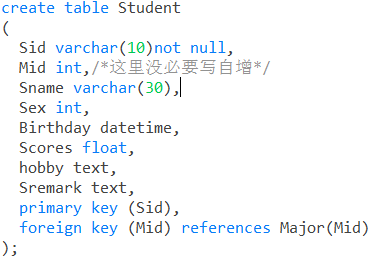 create table Student
(
Sid varchar(10)not null,
Mid int,/*这里没必要写自增*/
Sname varchar(30),
Sex int,
Birthday datetime,
Scores float,
hobby text,
Sremark text,
primary key (Sid),
foreign key (Mid) references Major(Mid)
);